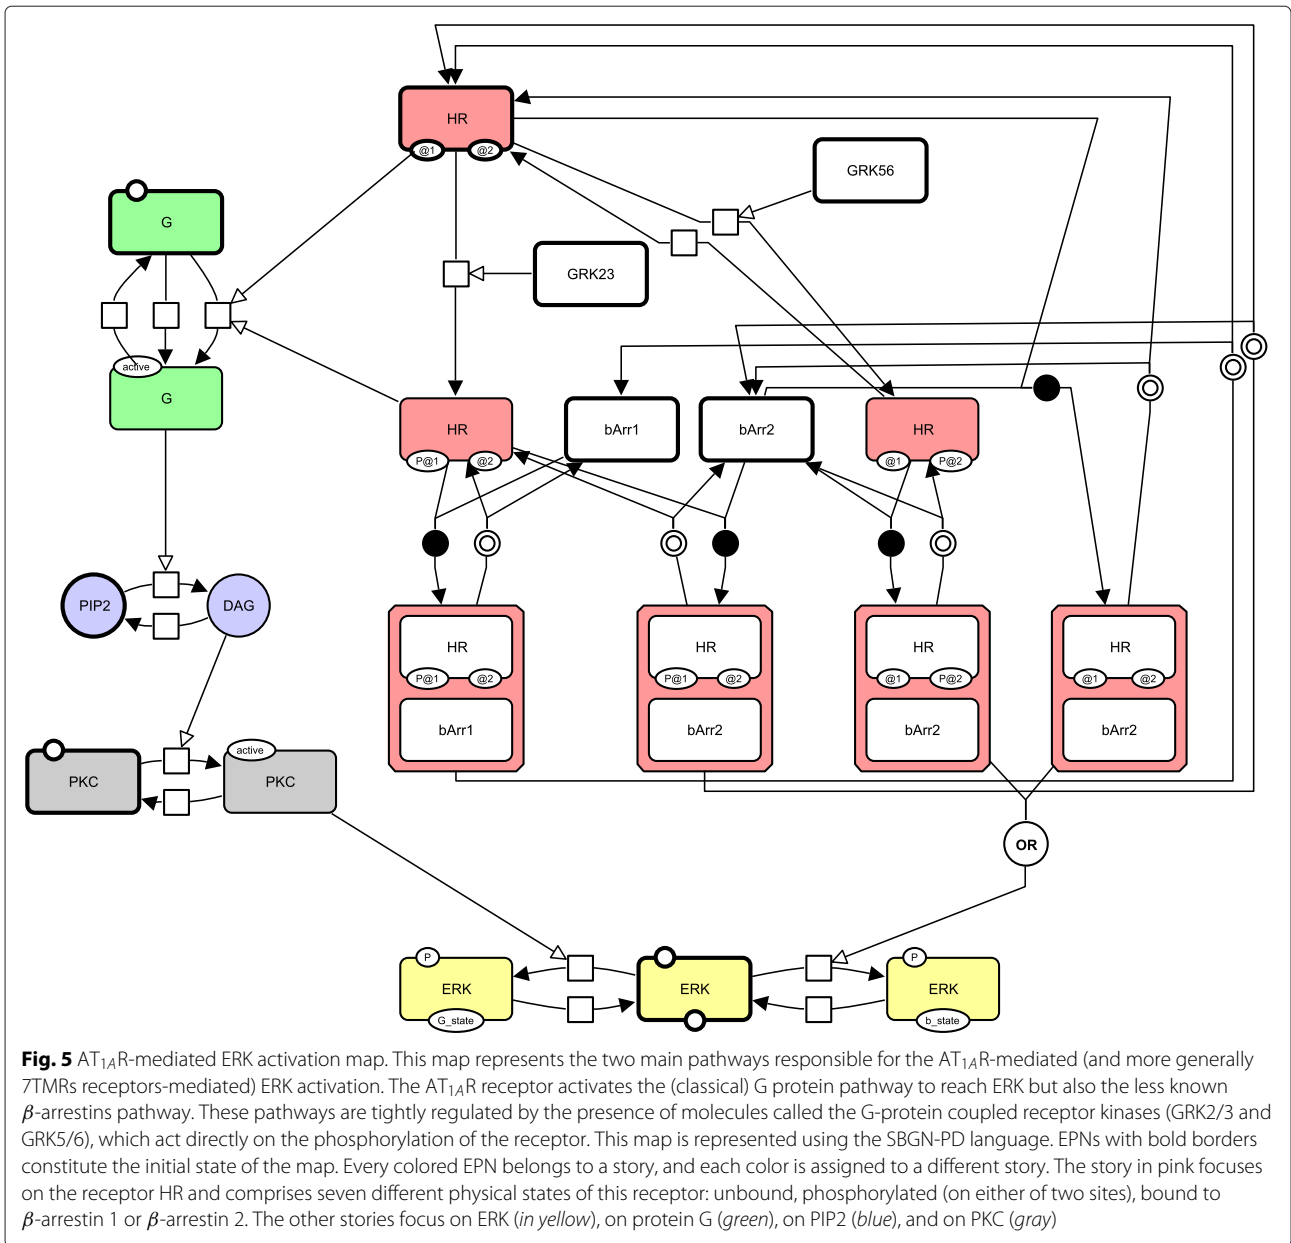 HR
@1 @2
GRK56
G
GRK23
active
G
HR
P@1 @2
bArr1
bArr2
HR
@1 P@2
PIP2
DAG
HR
P@1 @2
bArr1
HR
P@1 @2
bArr2
HR
@1 P@2
bArr2
HR
@1 @2
bArr2
PKC
active
PKC
OR
P
ERK
G_state
ERK
P
ERK
b_state
Fig. 5 AT1AR-mediated ERK activation map. This map represents the two main pathways responsible for the AT1AR-mediated (and more generally
7TMRs receptors-mediated) ERK activation. The AT1AR receptor activates the (classical) G protein pathway to reach ERK but also the less known
β-arrestins pathway. These pathways are tightly regulated by the presence of molecules called the G-protein coupled receptor kinases (GRK2/3 and
GRK5/6), which act directly on the phosphorylation of the receptor. This map is represented using the SBGN-PD language. EPNs with bold borders
constitute the initial state of the map. Every colored EPN belongs to a story, and each color is assigned to a different story. The story in pink focuses
on the receptor HR and comprises seven different physical states of this receptor: unbound, phosphorylated (on either of two sites), bound to
β-arrestin 1 or β-arrestin 2. The other stories focus on ERK (in yellow), on protein G (green), on PIP2 (blue), and on PKC (gray)